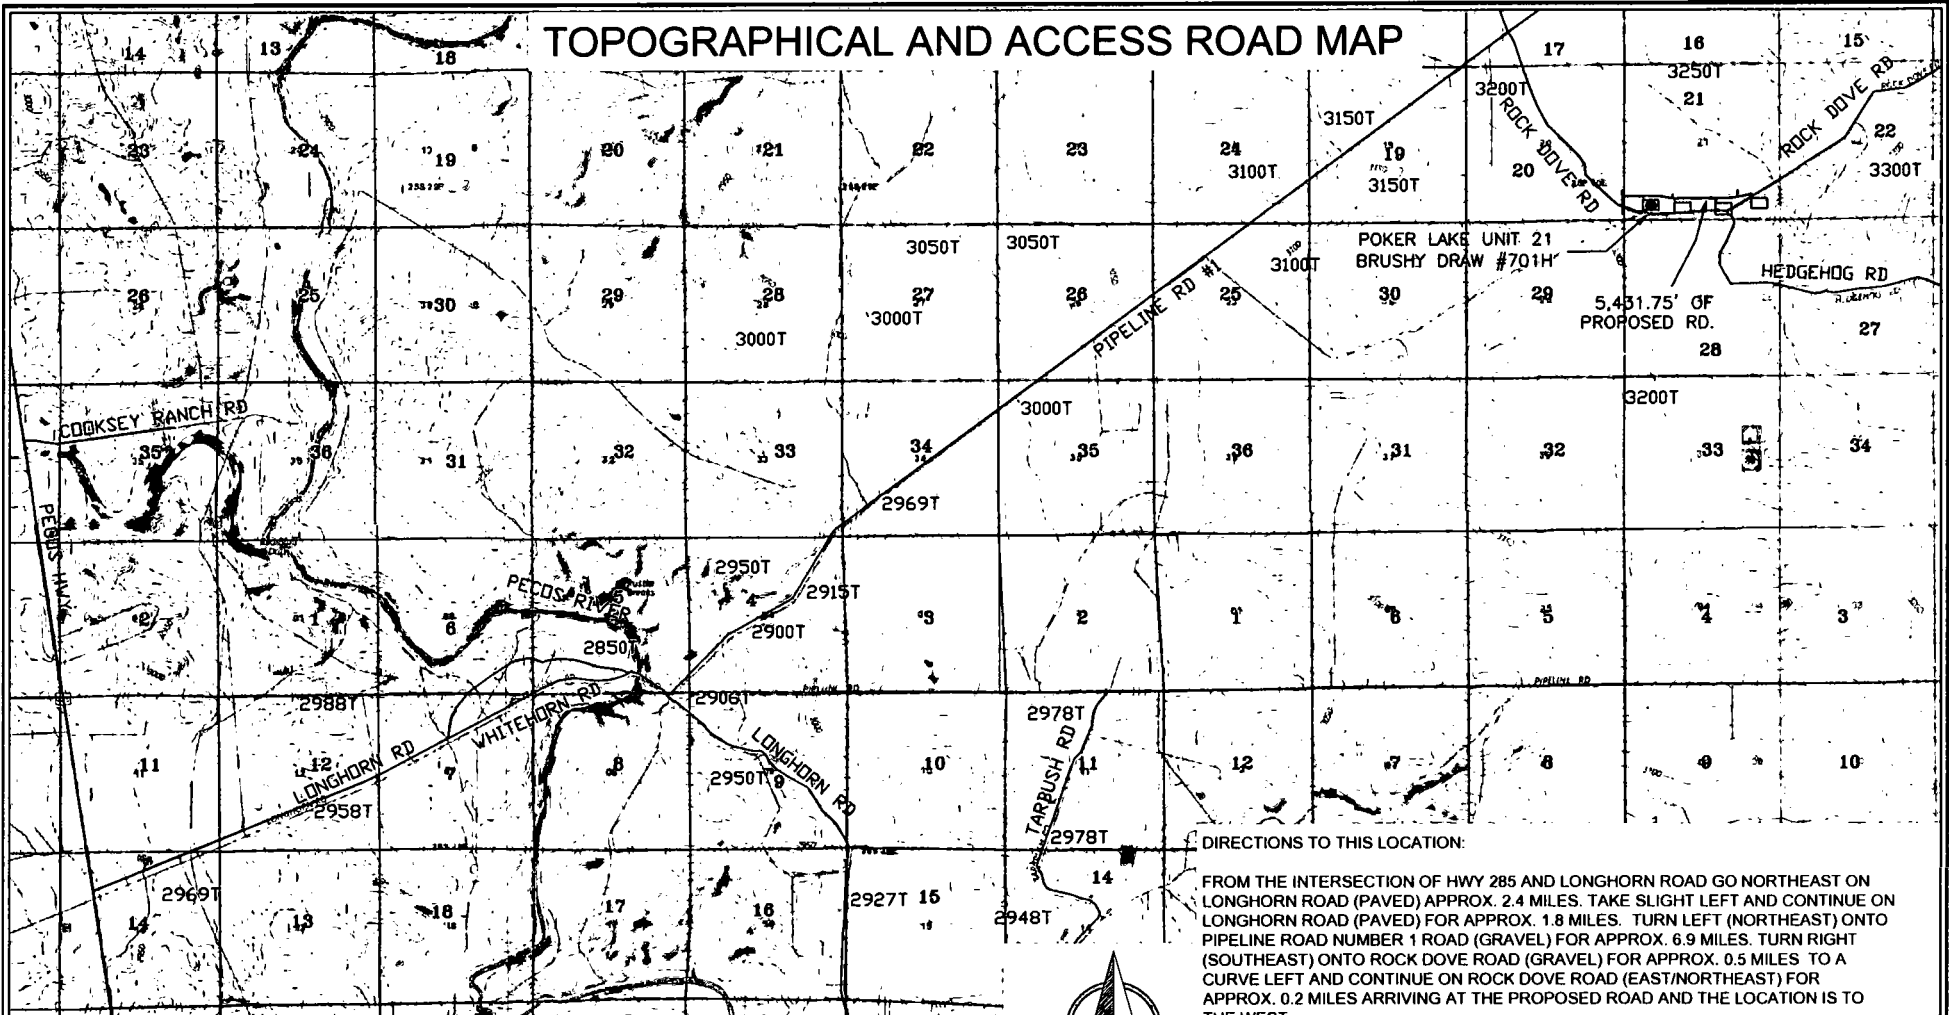 TOPOGRAPHICAL AND ACCESS ROAD MAP
14 13 18 17 16 15
3250T
3200T
21
ROCK DOVE RD
ROCK DOVE RD
3150T
23 24 19 20 21 22 23 24 19 20 22
3100T
3150T
3300T
POKER LAKE UNIT 21
BRUSHY DRAW #701H
3050T
3050T
3100T
HEDGEHOG RD
26 25 30 29 28 27 26 25 30 29
5,431.75' OF
PROPOSED RD.
27
28
3000T
3000T
PIPELINE RD #1
COOKSEY RANCH RD
3000T
3200T
35 36 31 32 33 34 35 36 31 32 33 34
2969T
PECOS HWY
PECOS RIVER
2950T
2915T
2900T
2850T
2 1 6 5 4 3 2 1 6 5 4 3
2988T
WHITEHORN RD
2906T
PIPELINE RD
PIPELINE RD
2978T
LONGHORN RD
LONGHORN RD
TARBUSH RD
11 12 7 8 9 10 11 12 7 8 9 10
2950T
2958T
2978T
2969T
14 13 18 17 16 15 14
2927T
2948T
DIRECTIONS TO THIS LOCATION:
FROM THE INTERSECTION OF HWY 285 AND LONGHORN ROAD GO NORTHEAST ON
LONGHORN ROAD (PAVED) APPROX. 2.4 MILES. TAKE SLIGHT LEFT AND CONTINUE ON
LONGHORN ROAD (PAVED) FOR APPROX. 1.8 MILES. TURN LEFT (NORTHEAST) ONTO
PIPELINE ROAD NUMBER 1 ROAD (GRAVEL) FOR APPROX. 6.9 MILES. TURN RIGHT
(SOUTHEAST) ONTO ROCK DOVE ROAD (GRAVEL) FOR APPROX. 0.5 MILES TO A
CURVE LEFT AND CONTINUE ON ROCK DOVE ROAD (EAST/NORTHEAST) FOR
APPROX. 0.2 MILES ARRIVING AT THE PROPOSED ROAD AND THE LOCATION IS TO
THE WEST